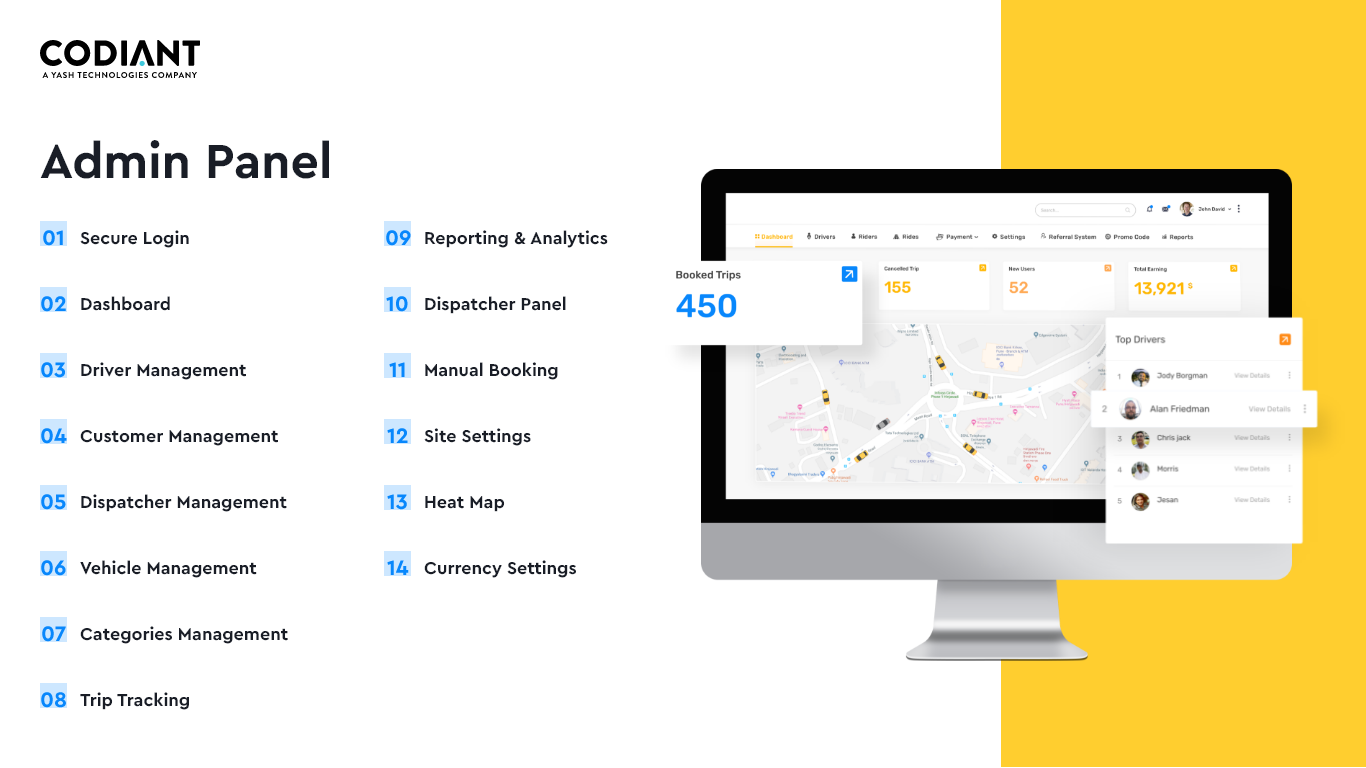 CODIANT
A YASH TECHNOLOGIES COMPANY
Admin Panel
01 Secure Login
02 Dashboard
03 Driver Management
04 Customer Management
05 Dispatcher Management
06 Vehicle Management
07 Categories Management
08 Trip Tracking
09 Reporting & Analytics
10 Dispatcher Panel
11 Manual Booking
12 Site Settings
13 Heat Map
14 Currency Settings
Search...
John David
Dashboard Drivers Riders Rides Payment Settings Referral System Promo Code Reports
Booked Trips
450
Cancelled Trip
155
New Users
52
Total Earning
13,921 $
Top Drivers
1 Jody Borgman View Details
2 Alan Friedman View Details
3 Chris jack View Details
4 Morris View Details
5 Jesan View Details